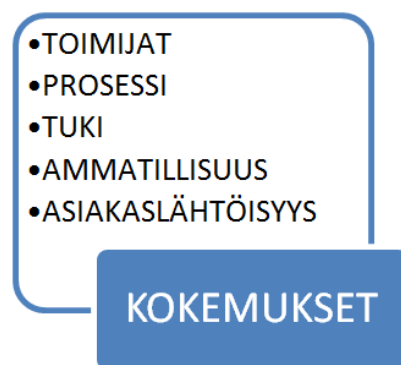 •TOIMIJAT
•PROSESSI
•TUKI
•AMMATILLISUUS
•ASIAKASLÄHTÖISYYS
KOKEMUKSET